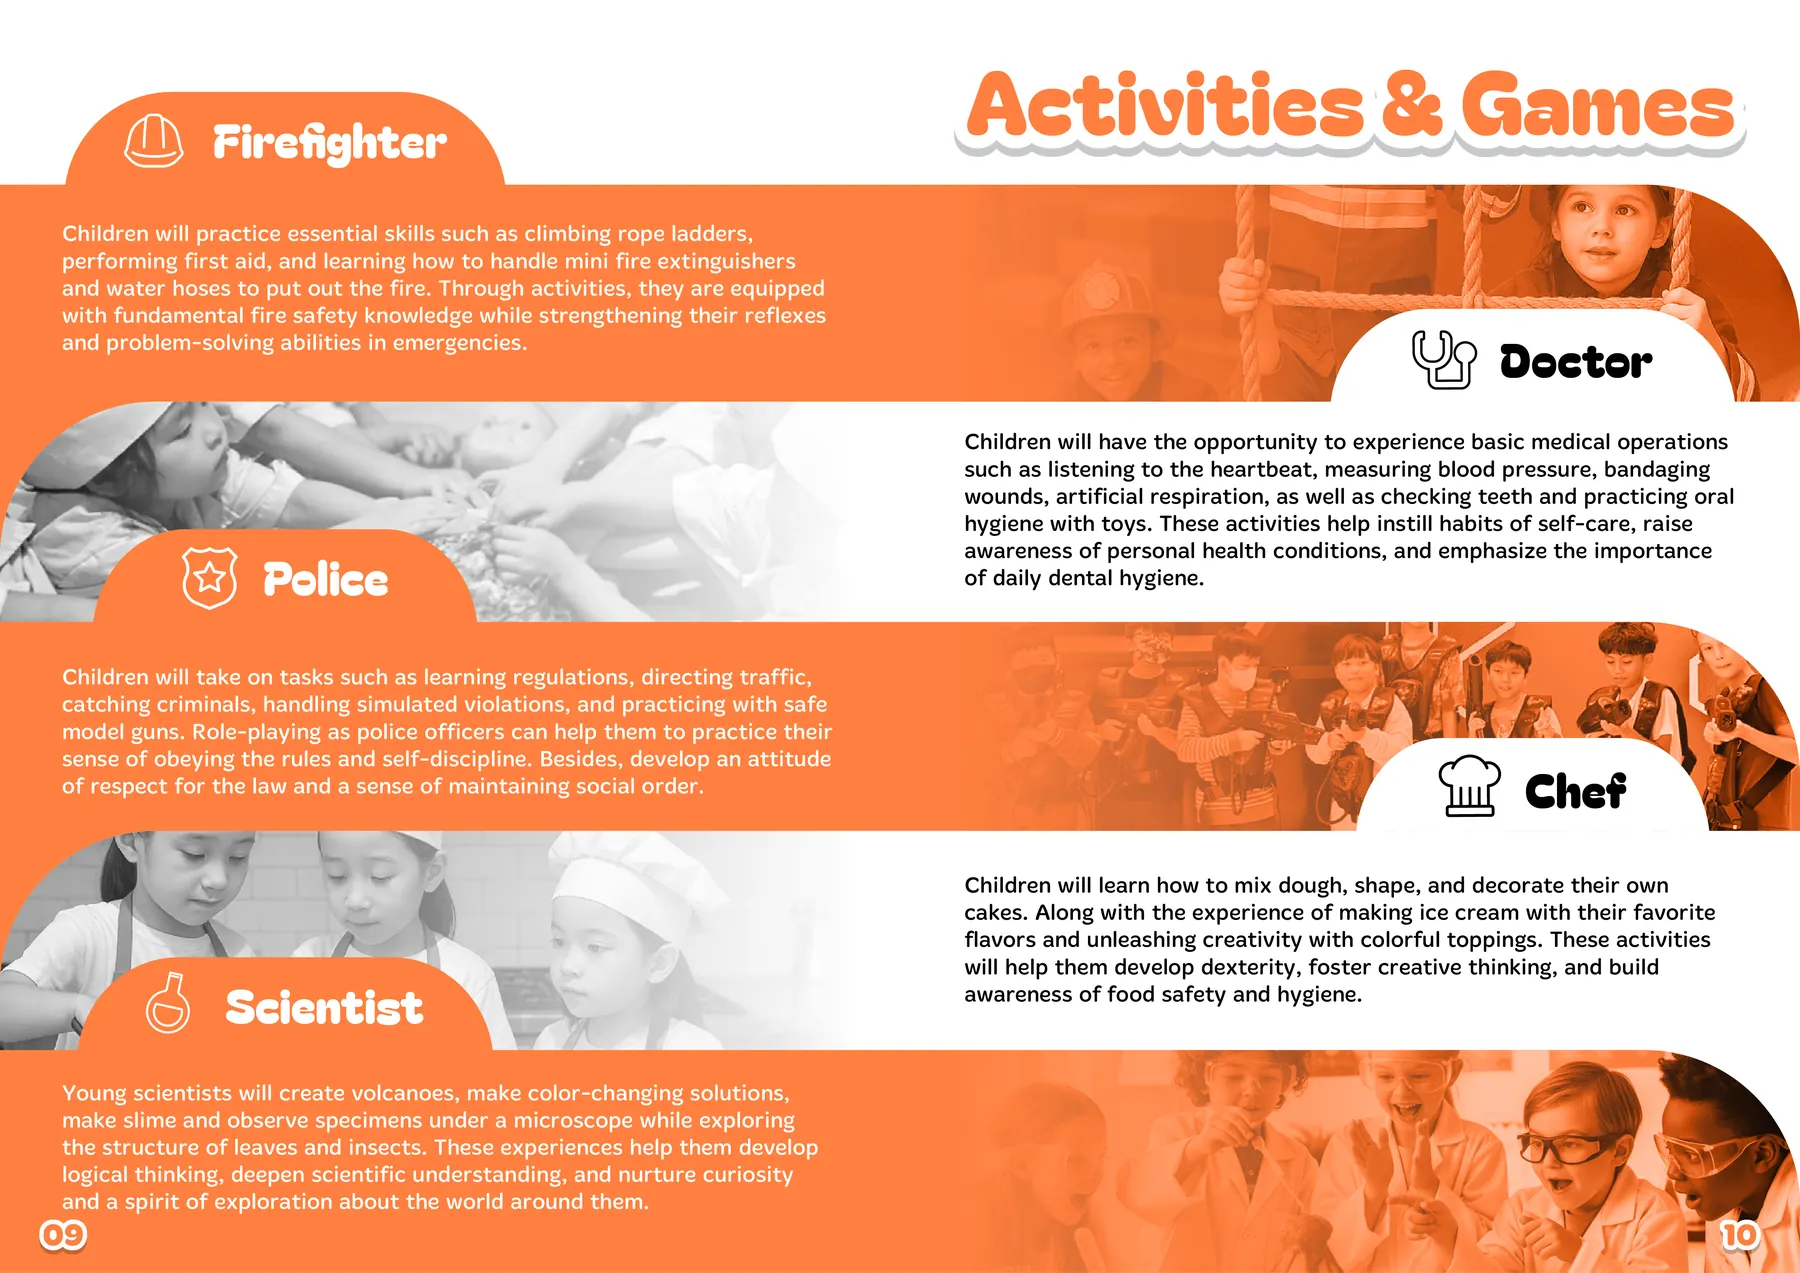 Activities & Games
Firefighter
Children will practice essential skills such as climbing rope ladders,
performing first aid, and learning how to handle mini fire extinguishers
and water hoses to put out the fire. Through activities, they are equipped
with fundamental fire safety knowledge while strengthening their reflexes
and problem-solving abilities in emergencies.
Doctor
Children will have the opportunity to experience basic medical operations
such as listening to the heartbeat, measuring blood pressure, bandaging
wounds, artificial respiration, as well as checking teeth and practicing oral
hygiene with toys. These activities help instill habits of self-care, raise
awareness of personal health conditions, and emphasize the importance
of daily dental hygiene.
Police
Children will take on tasks such as learning regulations, directing traffic,
catching criminals, handling simulated violations, and practicing with safe
model guns. Role-playing as police officers can help them to practice their
sense of obeying the rules and self-discipline. Besides, develop an attitude
of respect for the law and a sense of maintaining social order.
Chef
Children will learn how to mix dough, shape, and decorate their own
cakes. Along with the experience of making ice cream with their favorite
flavors and unleashing creativity with colorful toppings. These activities
will help them develop dexterity, foster creative thinking, and build
awareness of food safety and hygiene.
Scientist
Young scientists will create volcanoes, make color-changing solutions,
make slime and observe specimens under a microscope while exploring
the structure of leaves and insects. These experiences help them develop
logical thinking, deepen scientific understanding, and nurture curiosity
and a spirit of exploration about the world around them.
09
10